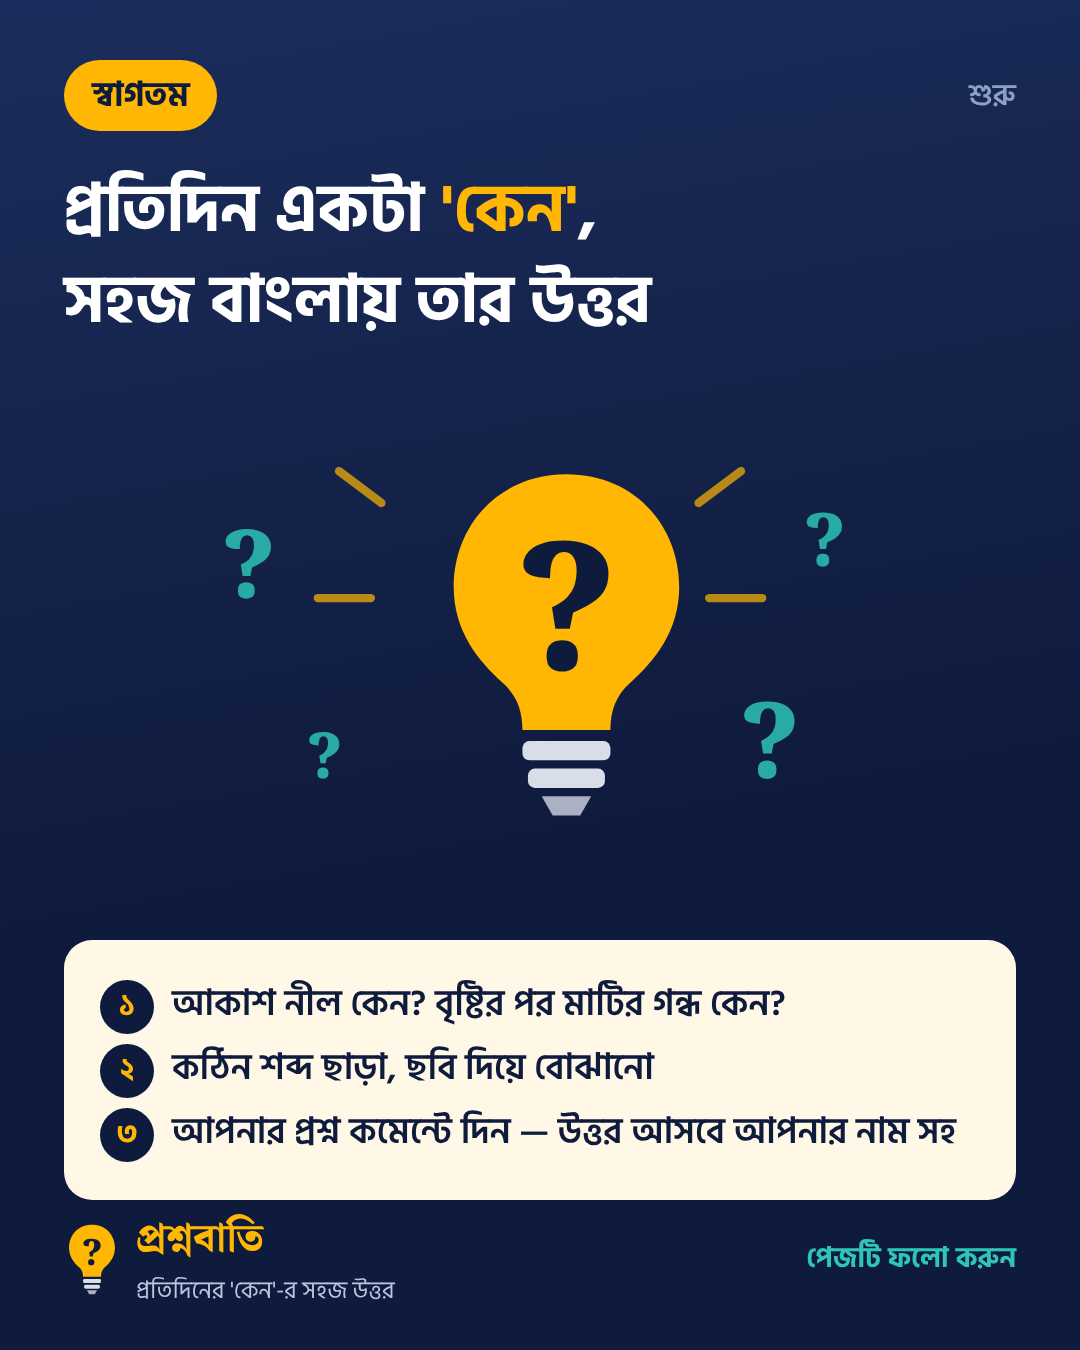 স্বাগতম
শুরু
প্রতিদিন একটা 'কেন',
সহজ বাংলায় তার উত্তর
?
?
?
?
?
১ আকাশ নীল কেন? বৃষ্টির পর মাটির গন্ধ কেন?
২ কঠিন শব্দ ছাড়া, ছবি দিয়ে বোঝানো
৩ আপনার প্রশ্ন কমেন্টে দিন — উত্তর আসবে আপনার নাম সহ
?
প্রশ্নবাতি
প্রতিদিনের 'কেন'-র সহজ উত্তর
পেজটি ফলো করুন